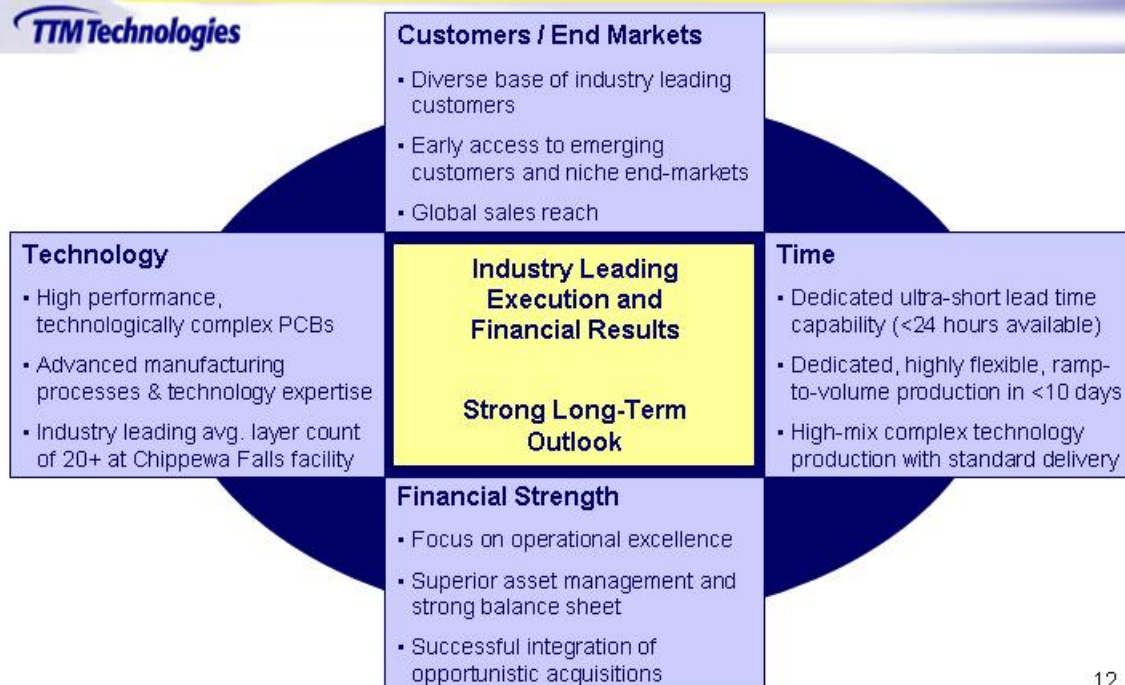 TTM Technologies
Customers / End Markets
▪ Diverse base of industry leading
customers
▪ Early access to emerging
customers and niche end-markets
▪ Global sales reach
Technology
▪ High performance,
technologically complex PCBs
▪ Advanced manufacturing
processes & technology expertise
▪ Industry leading avg. layer count
of 20+ at Chippewa Falls facility
Industry Leading
Execution and
Financial Results
Strong Long-Term
Outlook
Time
▪ Dedicated ultra-short lead time
capability (<24 hours available)
▪ Dedicated, highly flexible, ramp-
to-volume production in <10 days
▪ High-mix complex technology
production with standard delivery
Financial Strength
▪ Focus on operational excellence
▪ Superior asset management and
strong balance sheet
▪ Successful integration of
opportunistic acquisitions
12